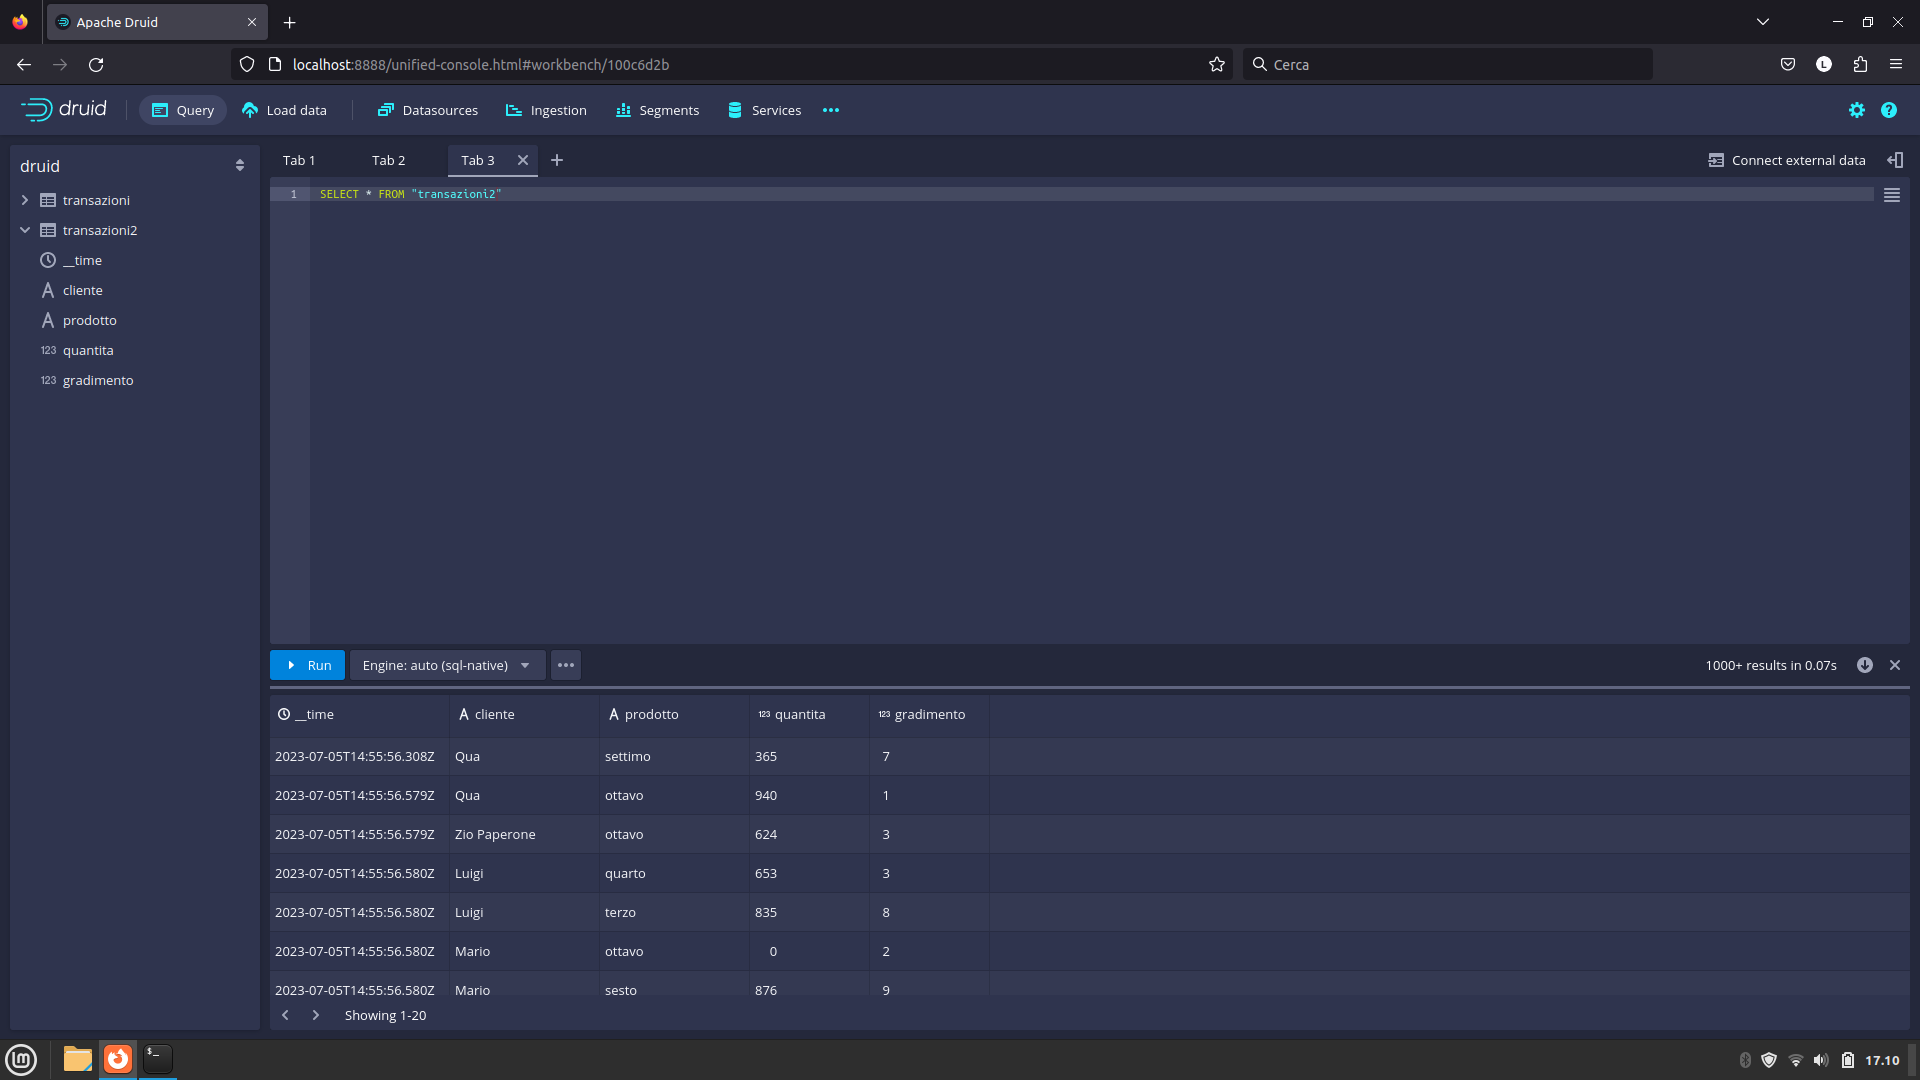 Apache Druid
localhost:8888/unified-console.html#workbench/100c6d2b
Cerca
L
druid
Query
Load data
Datasources
Ingestion
Segments
Services
druid
transazioni
transazioni2
__time
A cliente
A prodotto
123 quantita
123 gradimento
Tab 1
Tab 2
Tab 3
Connect external data
1
SELECT * FROM "transazioni2"
Run
Engine: auto (sql-native)
1000+ results in 0.07s
__time A cliente A prodotto 123 quantita 123 gradimento
2023-07-05T14:55:56.308Z Qua settimo 365 7
2023-07-05T14:55:56.579Z Qua ottavo 940 1
2023-07-05T14:55:56.579Z Zio Paperone ottavo 624 3
2023-07-05T14:55:56.580Z Luigi quarto 653 3
2023-07-05T14:55:56.580Z Luigi terzo 835 8
2023-07-05T14:55:56.580Z Mario ottavo 0 2
2023-07-05T14:55:56.580Z Mario sesto 876 9
Showing 1-20
lm
$_
17.10